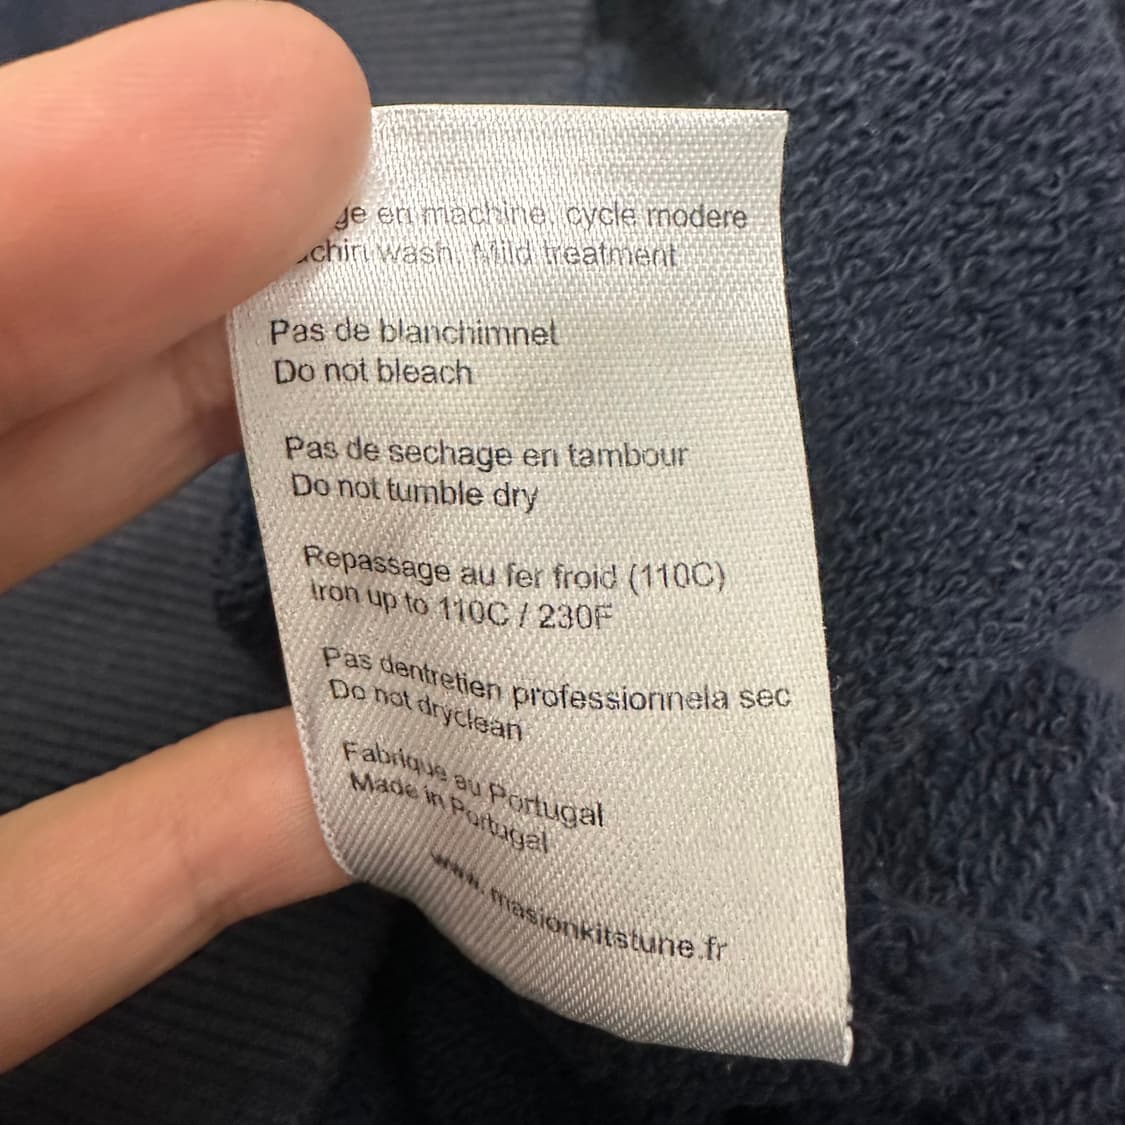 en machine, cycle modere
wash, Mild treatment
Pas de blanchimnet
Do not bleach
Pas de sechage en tambour
Do not tumble dry
Repassage au fer froid (110C)
Iron up to 110C / 230F
Pas dentretien professionnela sec
Do not dryclean
Fabrique au Portugal
Made in Portugal
www.masionkitstune.fr